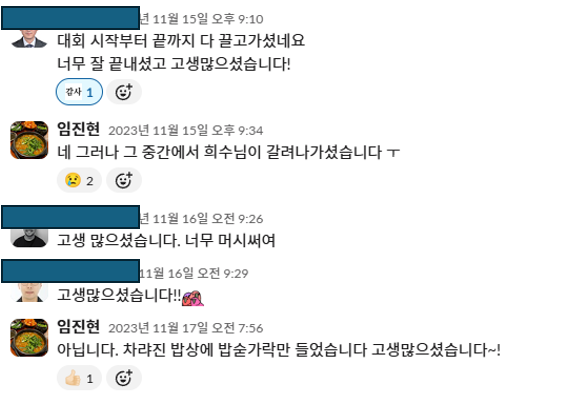 년 11월 15일 오후 9:10
대회 시작부터 끝까지 다 끌고가셨네요
너무 잘 끝내셨고 고생많으셨습니다!
감사 1
임진현 2023년 11월 15일 오후 9:34
네 그러나 그 중간에서 희수님이 갈려나가셨습니다 ㅜ
2
년 11월 16일 오전 9:26
고생 많으셨습니다. 너무 머시써여
11월 16일 오전 9:29
고생많으셨습니다!!
임진현 2023년 11월 17일 오전 7:56
아닙니다. 차랴진 밥상에 밥숟가락만 들었습니다 고생많으셨습니다~!
1